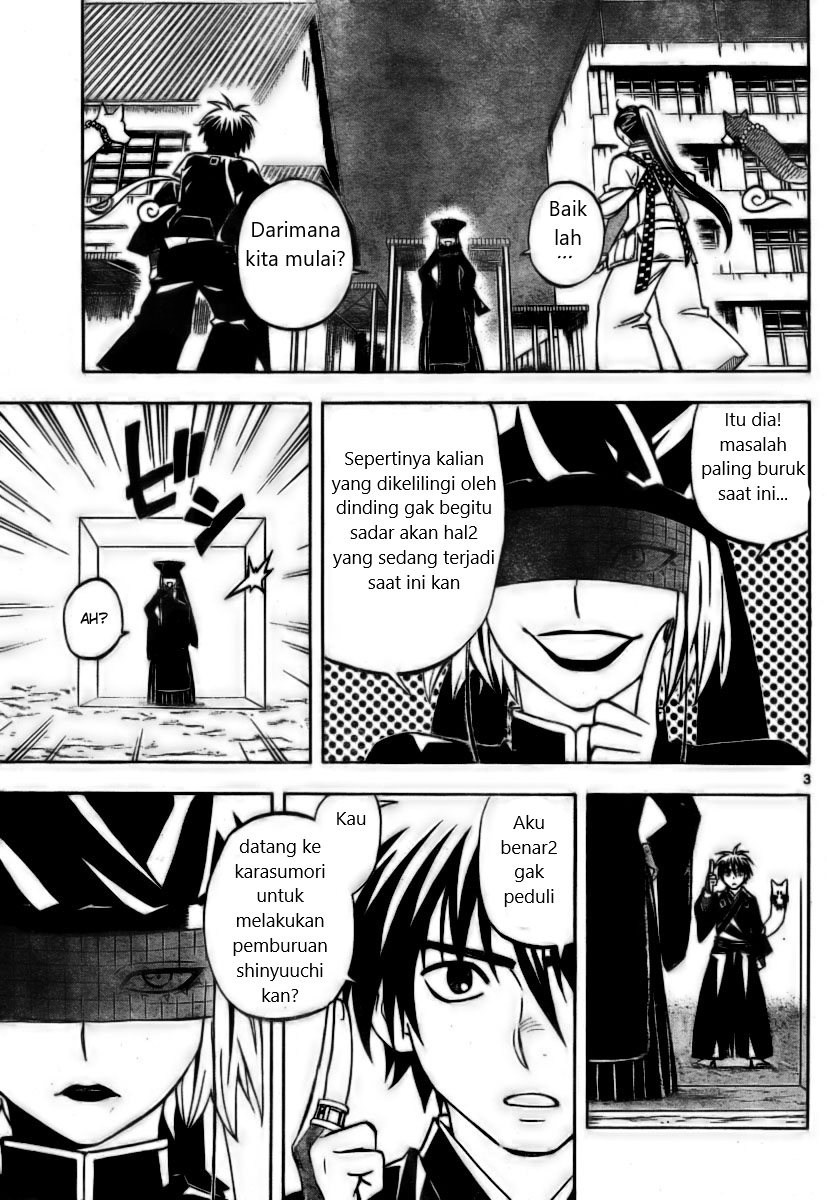 Baik
lah
...
Darimana
kita mulai?
Itu dia!
masalah
paling buruk
saat ini...
Sepertinya kalian
yang dikelilingi oleh
dinding gak begitu
sadar akan hal2
yang sedang terjadi
saat ini kan
ビシ
AH?
3
Aku
benar2
gak
peduli
Kau
datang ke
karasumori
untuk
melakukan
pemburuan
shinyuuchi
kan?